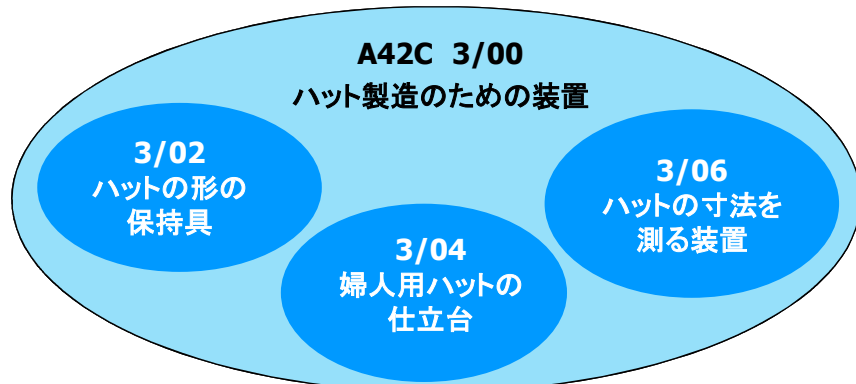 A42C 3/00
ハット製造のための装置
3/02
ハットの形の
保持具
3/04
婦人用ハットの
仕立台
3/06
ハットの寸法を
測る装置